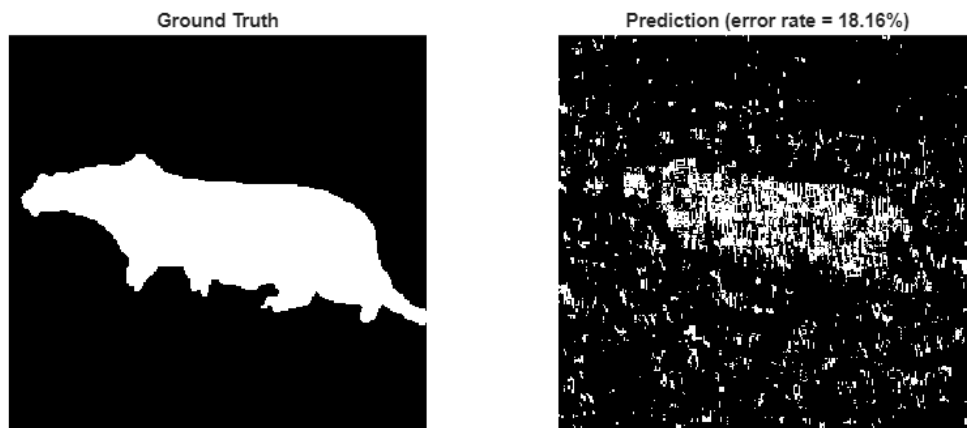 Ground Truth
Prediction (error rate = 18.16%)